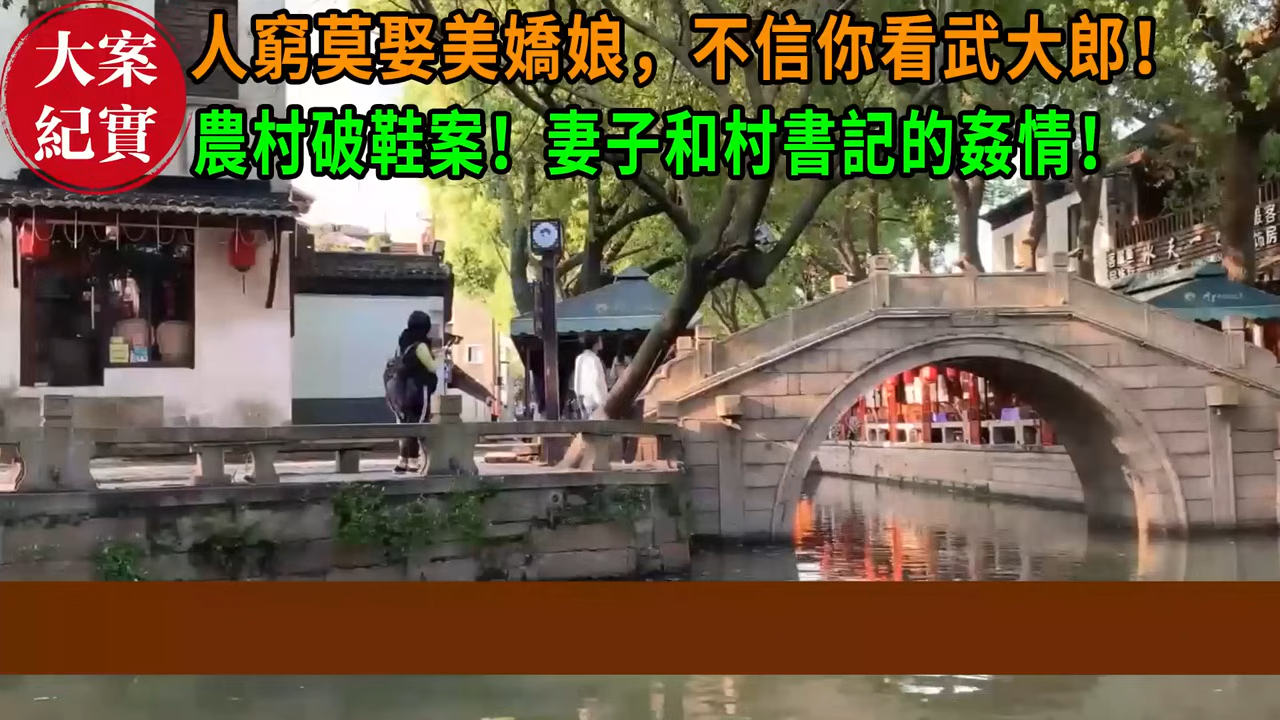 大案
紀實
人窮莫娶美嬌娘，不信你看武大郎！
農村破鞋案！妻子和村書記的姦情！